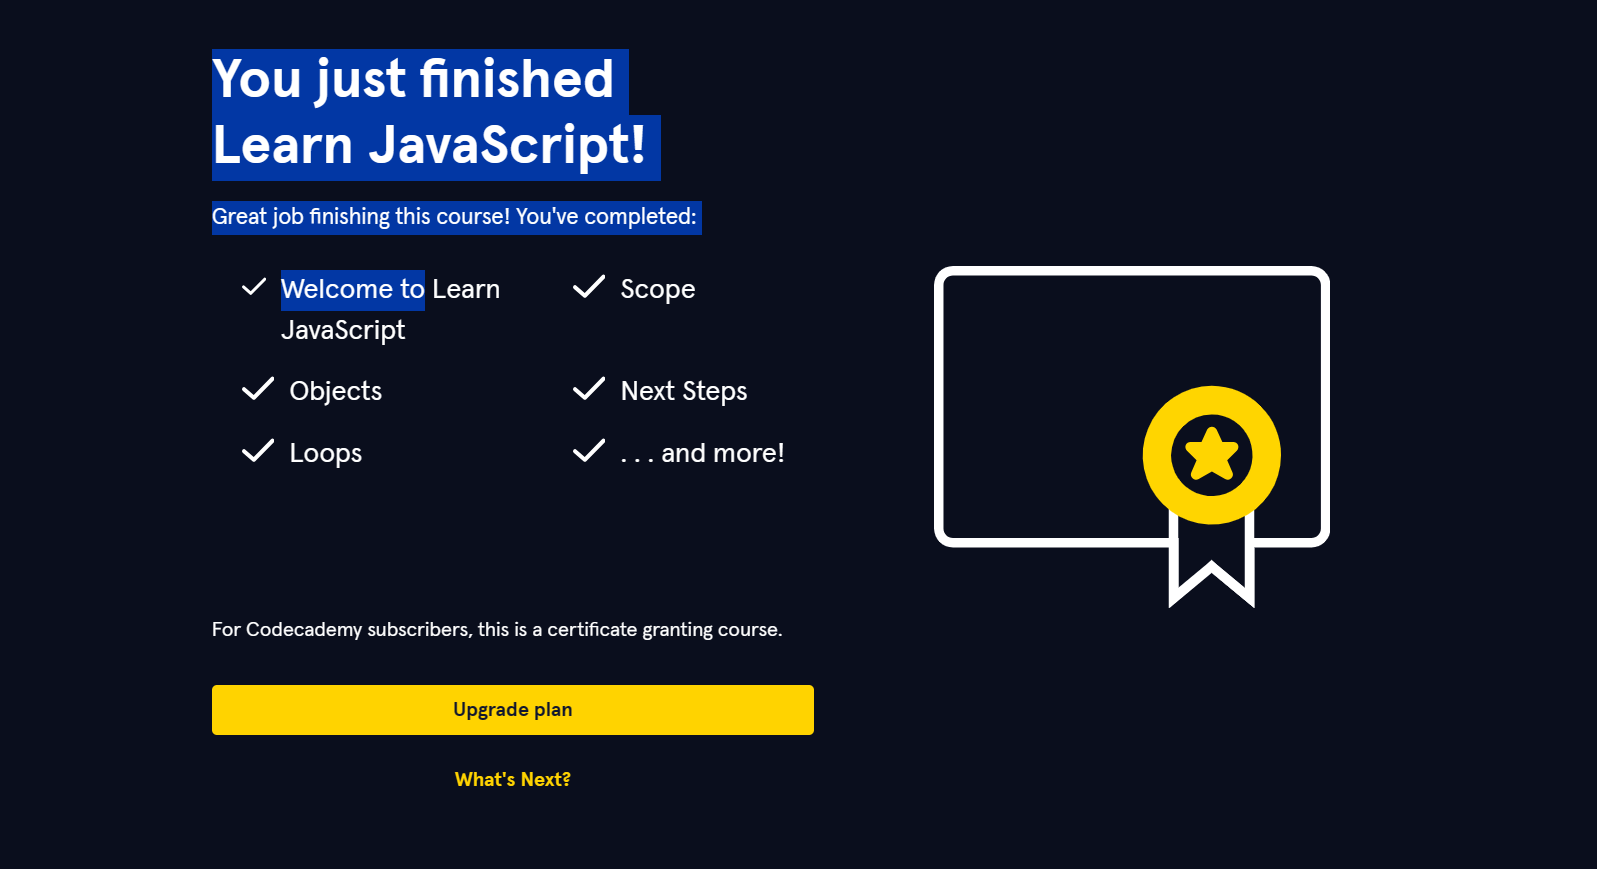 You just finished
Learn JavaScript!
Great job finishing this course! You've completed:
Welcome to Learn
JavaScript
Scope
Objects
Next Steps
Loops
. . . and more!
For Codecademy subscribers, this is a certificate granting course.
Upgrade plan
What's Next?